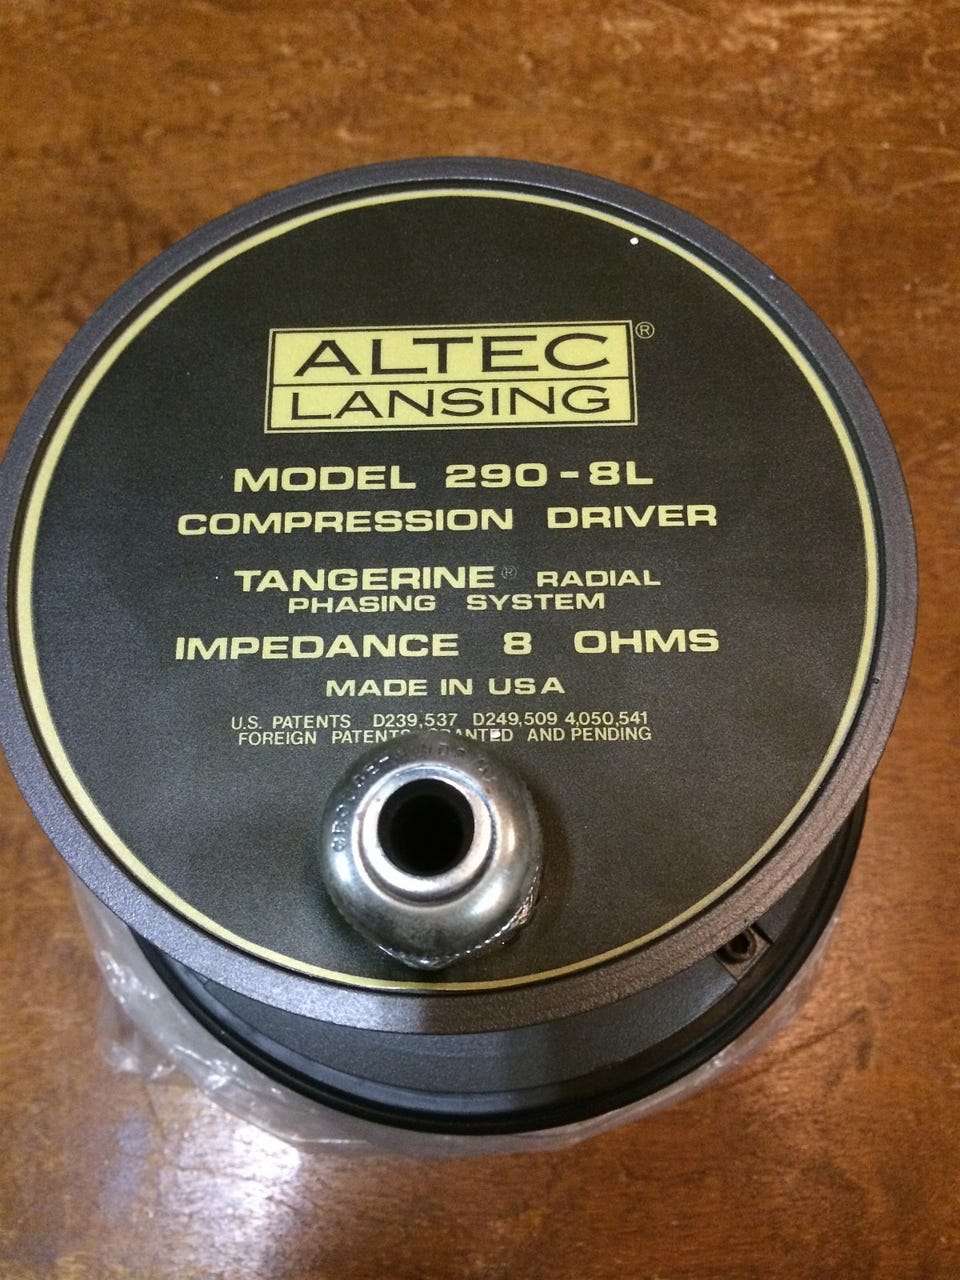 ALTEC ®
LANSING
MODEL 290-8L
COMPRESSION DRIVER
TANGERINE® RADIAL
PHASING SYSTEM
IMPEDANCE 8 OHMS
MADE IN USA
U.S. PATENTS D239,537 D249,509 4,050,541
FOREIGN PATENTS GRANTED AND PENDING